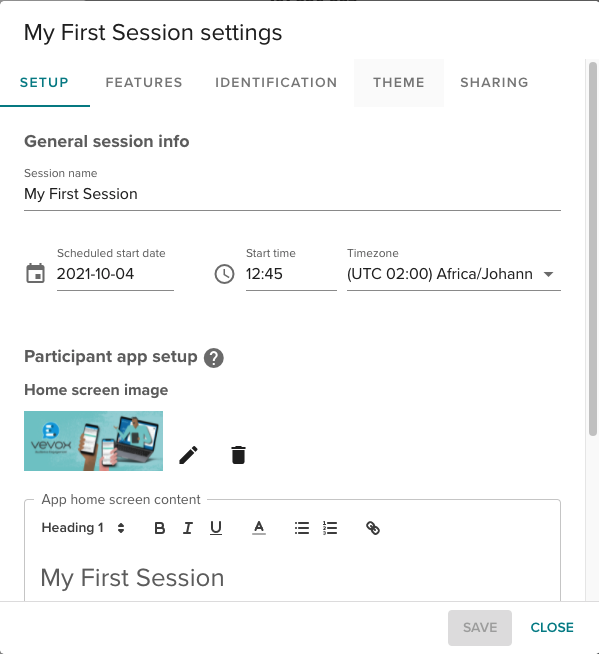 My First Session settings
SETUP FEATURES IDENTIFICATION THEME SHARING
General session info
Session name
My First Session
Scheduled start date Start time Timezone
2021-10-04 12:45 (UTC 02:00) Africa/Johann
Participant app setup ?
Home screen image
vevox
App home screen content
Heading 1 B I U A
My First Session
SAVE CLOSE